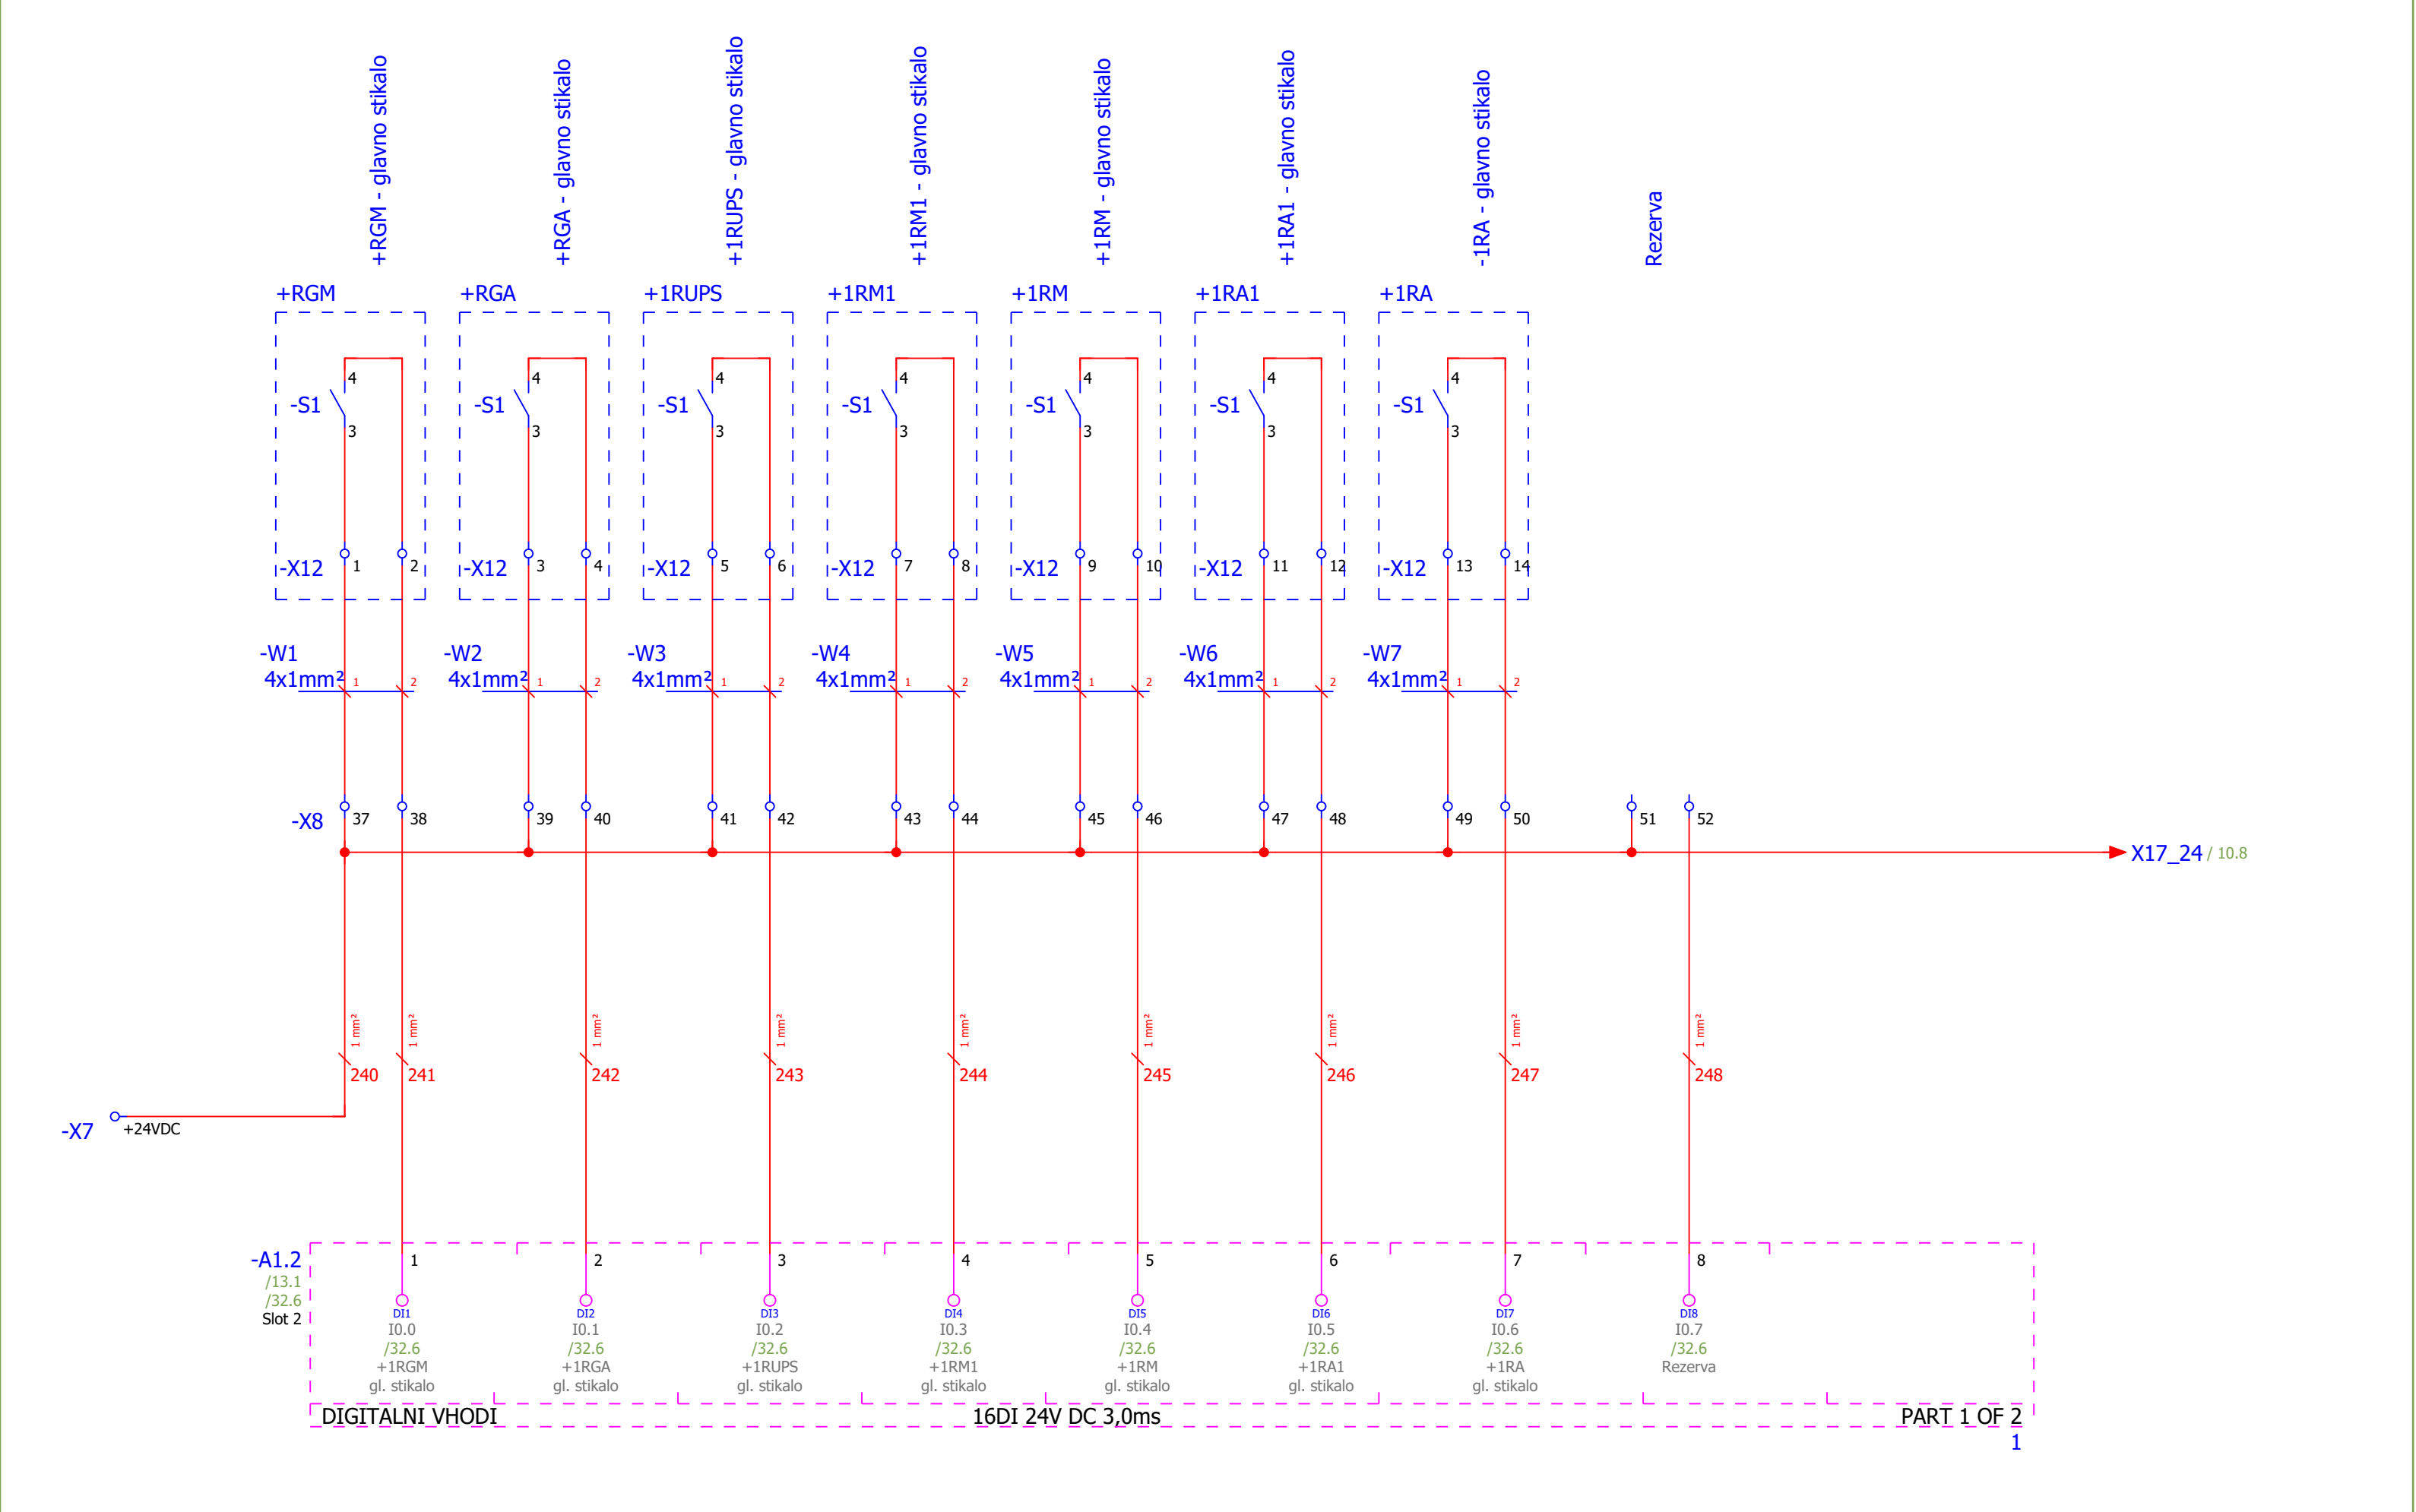 +RGM - glavno stikalo
+RGA - glavno stikalo
+1RUPS - glavno stikalo
+1RM1 - glavno stikalo
+1RM - glavno stikalo
+1RA1 - glavno stikalo
-1RA - glavno stikalo
Rezerva
+RGM +RGA +1RUPS +1RM1 +1RM +1RA1 +1RA
4 4 4 4 4 4 4
-S1 -S1 -S1 -S1 -S1 -S1 -S1
3 3 3 3 3 3 3
-X12 1 2 -X12 3 4 -X12 5 6 -X12 7 8 -X12 9 10 -X12 11 12 -X12 13 14
-W1 -W2 -W3 -W4 -W5 -W6 -W7
4x1mm² 1 2 4x1mm² 1 2 4x1mm² 1 2 4x1mm² 1 2 4x1mm² 1 2 4x1mm² 1 2 4x1mm² 1 2
-X8 37 38 39 40 41 42 43 44 45 46 47 48 49 50 51 52
X17_24 / 10.8
1 mm² 1 mm² 1 mm² 1 mm² 1 mm² 1 mm² 1 mm² 1 mm² 1 mm²
240 241 242 243 244 245 246 247 248
-X7 +24VDC
-A1.2 1 2 3 4 5 6 7 8
/13.1
/32.6
Slot 2
DI1 DI2 DI3 DI4 DI5 DI6 DI7 DI8
I0.0 I0.1 I0.2 I0.3 I0.4 I0.5 I0.6 I0.7
/32.6 /32.6 /32.6 /32.6 /32.6 /32.6 /32.6 /32.6
+1RGM +1RGA +1RUPS +1RM1 +1RM +1RA1 +1RA Rezerva
gl. stikalo gl. stikalo gl. stikalo gl. stikalo gl. stikalo gl. stikalo gl. stikalo
DIGITALNI VHODI 16DI 24V DC 3,0ms PART 1 OF 2
1